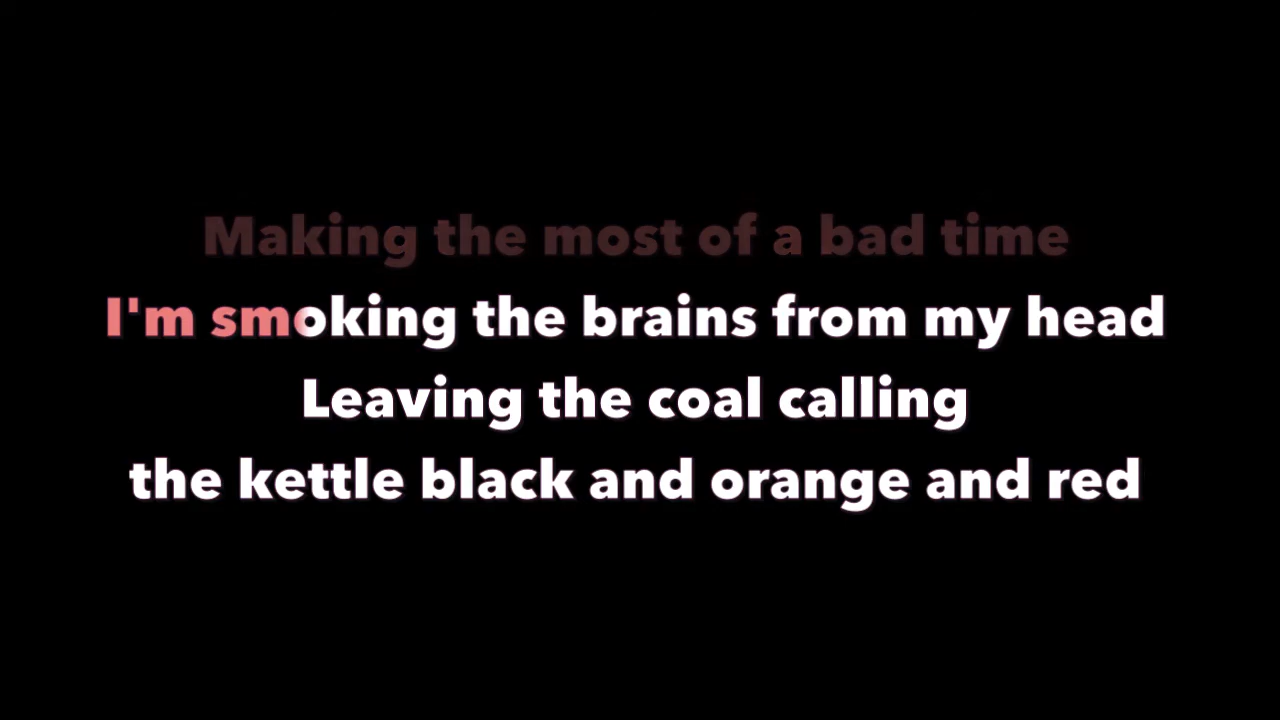 Making the most of a bad time
I'm smoking the brains from my head
Leaving the coal calling
the kettle black and orange and red